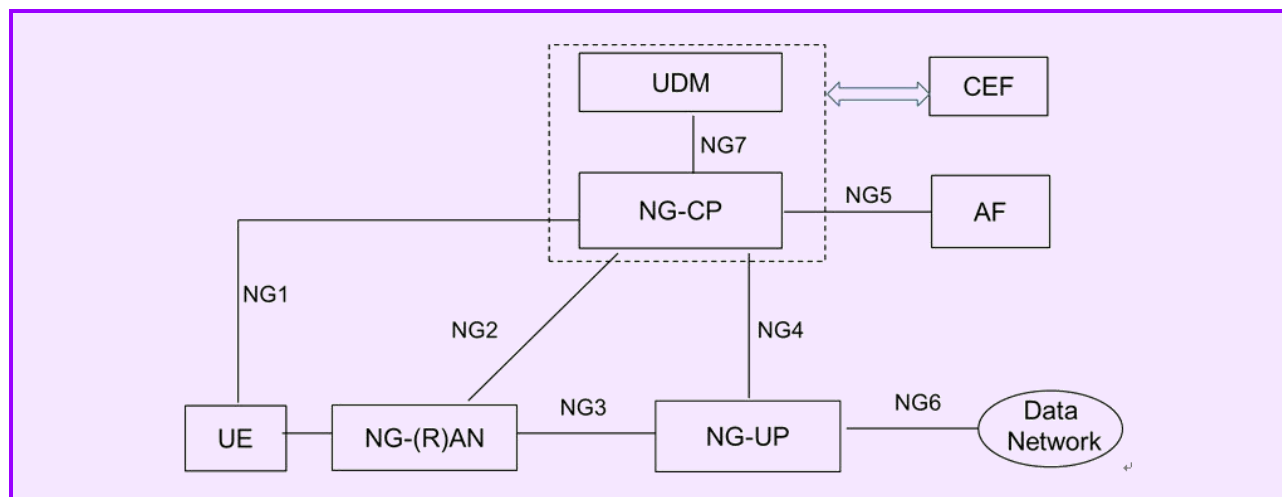 UDM
CEF
NG7
NG-CP
NG5
AF
NG1
NG2
NG4
NG3
NG6
UE
NG-(R)AN
NG-UP
Data
Network